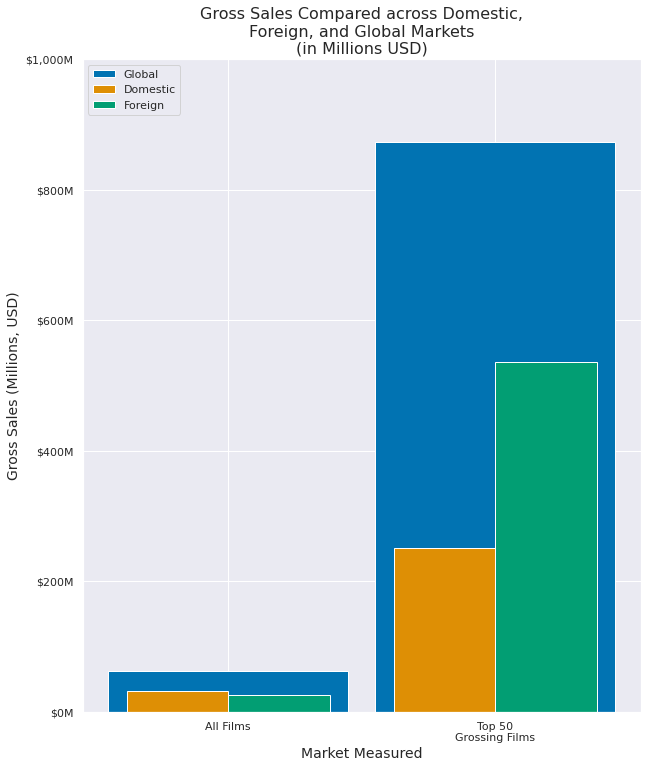 Gross Sales Compared across Domestic,
Foreign, and Global Markets
(in Millions USD)
$1,000M
$800M
$600M
$400M
$200M
$0M
Gross Sales (Millions, USD)
Global
Domestic
Foreign
All Films
Top 50
Grossing Films
Market Measured